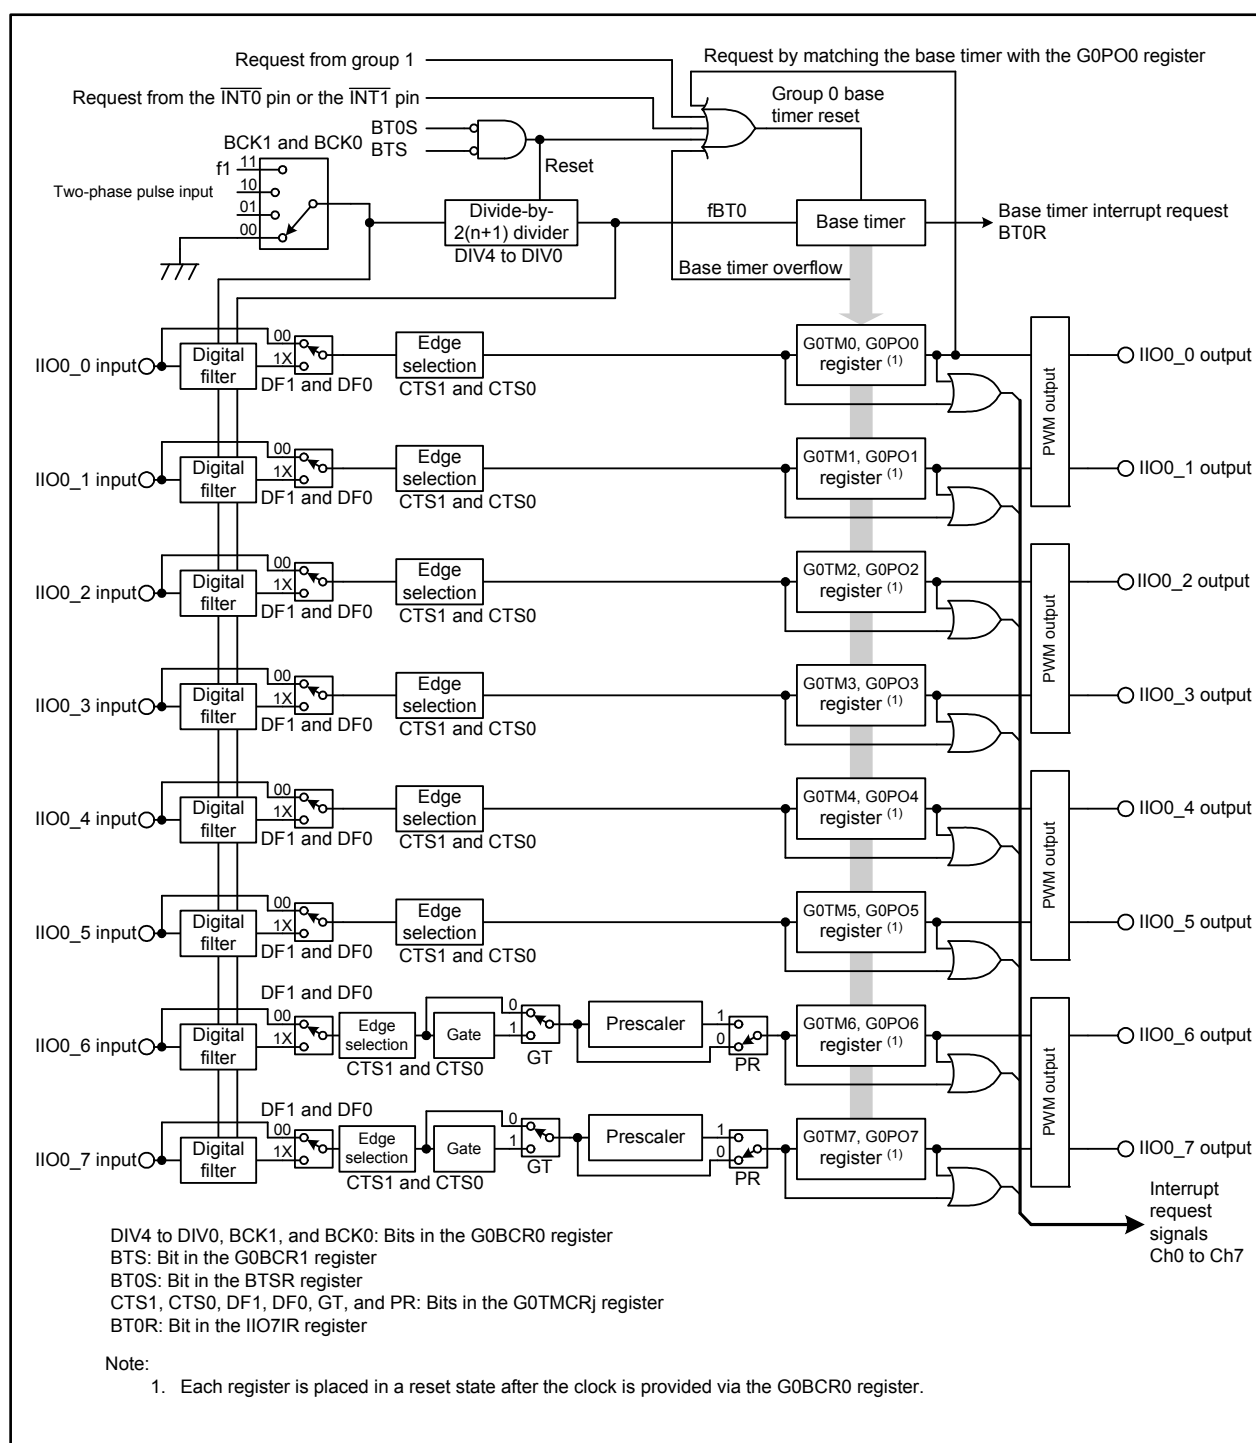 Request from group 1
Request by matching the base timer with the G0PO0 register
Request from the INT0 pin or the INT1 pin
Group 0 base
timer reset
BT0S
BTS
BCK1 and BCK0
f1
11
Two-phase pulse input
10
01
00
Reset
Divide-by-
2(n+1) divider
DIV4 to DIV0
fBT0
Base timer
Base timer interrupt request
BT0R
Base timer overflow
IIO0_0 input
Digital
filter
00
1X
DF1 and DF0
Edge
selection
CTS1 and CTS0
G0TM0, G0PO0
register (1)
IIO0_0 output
PWM output
IIO0_1 input
Digital
filter
00
1X
DF1 and DF0
Edge
selection
CTS1 and CTS0
G0TM1, G0PO1
register (1)
IIO0_1 output
IIO0_2 input
Digital
filter
00
1X
DF1 and DF0
Edge
selection
CTS1 and CTS0
G0TM2, G0PO2
register (1)
IIO0_2 output
PWM output
IIO0_3 input
Digital
filter
00
1X
DF1 and DF0
Edge
selection
CTS1 and CTS0
G0TM3, G0PO3
register (1)
IIO0_3 output
IIO0_4 input
Digital
filter
00
1X
DF1 and DF0
Edge
selection
CTS1 and CTS0
G0TM4, G0PO4
register (1)
IIO0_4 output
PWM output
IIO0_5 input
Digital
filter
00
1X
DF1 and DF0
Edge
selection
CTS1 and CTS0
G0TM5, G0PO5
register (1)
IIO0_5 output
IIO0_6 input
Digital
filter
DF1 and DF0
00
1X
Edge
selection
CTS1 and CTS0
Gate
0
1
GT
Prescaler
1
0
PR
G0TM6, G0PO6
register (1)
IIO0_6 output
PWM output
IIO0_7 input
Digital
filter
DF1 and DF0
00
1X
Edge
selection
CTS1 and CTS0
Gate
0
1
GT
Prescaler
1
0
PR
G0TM7, G0PO7
register (1)
IIO0_7 output
Interrupt
request
signals
Ch0 to Ch7
DIV4 to DIV0, BCK1, and BCK0: Bits in the G0BCR0 register
BTS: Bit in the G0BCR1 register
BT0S: Bit in the BTSR register
CTS1, CTS0, DF1, DF0, GT, and PR: Bits in the G0TMCRj register
BT0R: Bit in the IIO7IR register
Note:
1. Each register is placed in a reset state after the clock is provided via the G0BCR0 register.